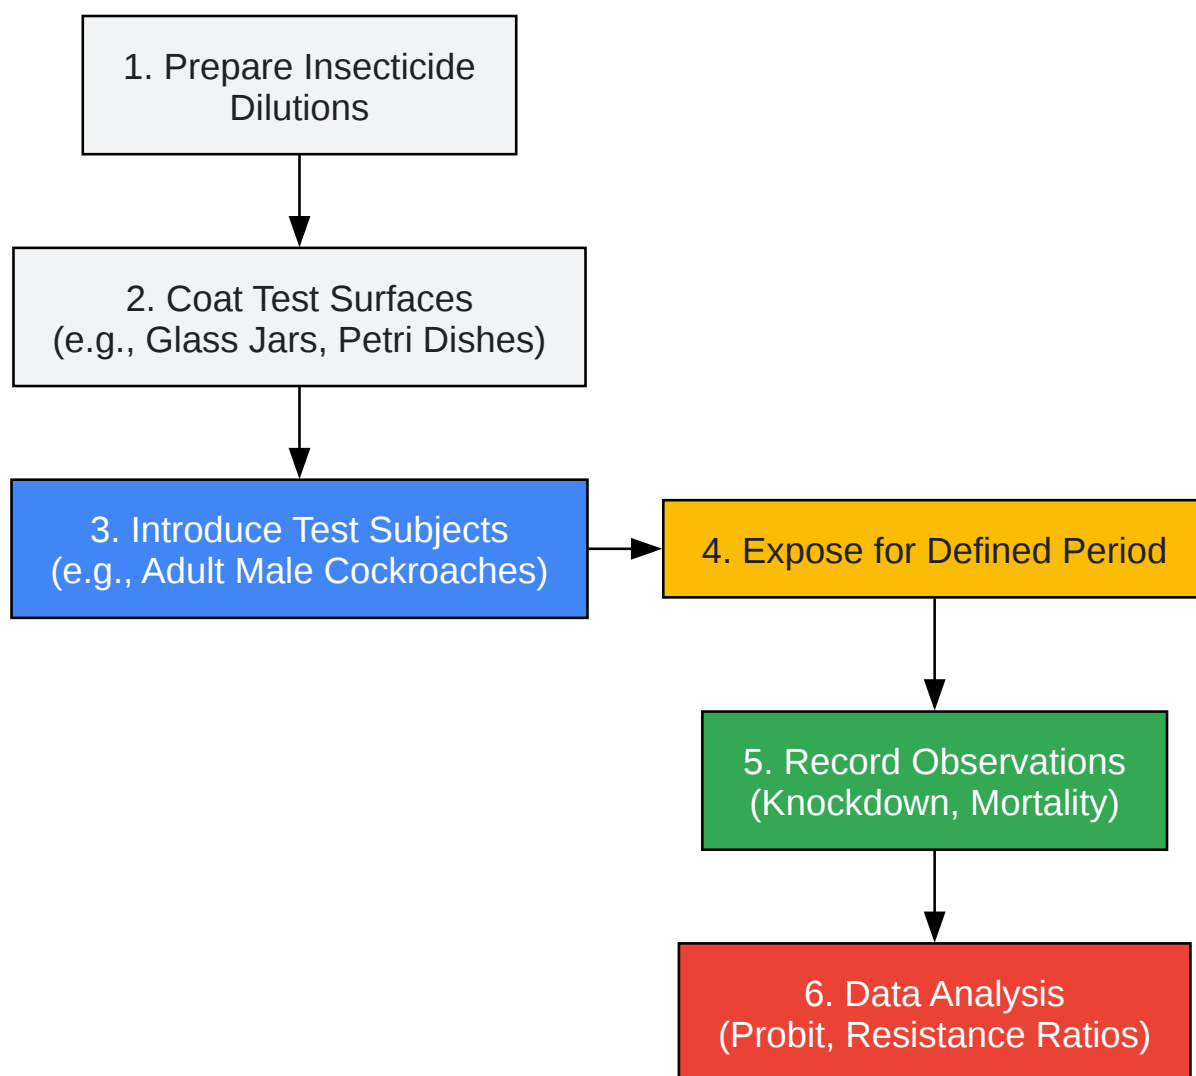 1. Prepare Insecticide
Dilutions
2. Coat Test Surfaces
(e.g., Glass Jars, Petri Dishes)
3. Introduce Test Subjects
(e.g., Adult Male Cockroaches)
4. Expose for Defined Period
5. Record Observations
(Knockdown, Mortality)
6. Data Analysis
(Probit, Resistance Ratios)